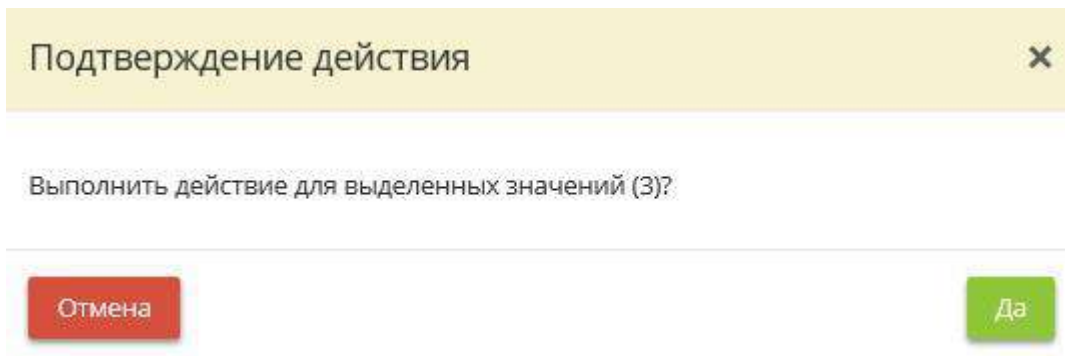 Подтверждение действия
Выполнить действие для выделенных значений (3)?
Отмена
Да